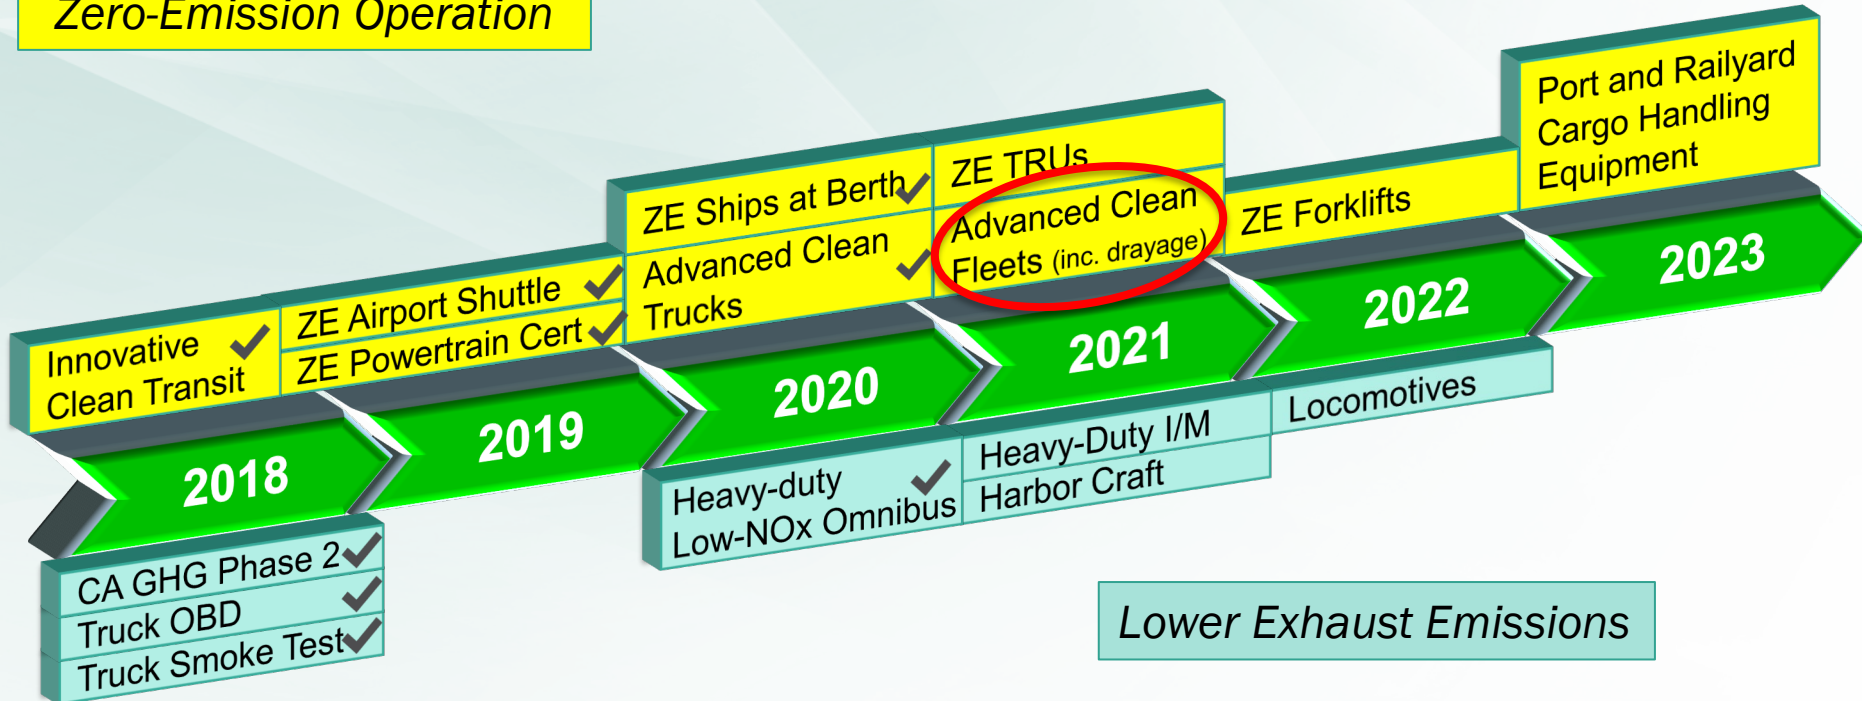 Zero-Emission Operation
Innovative
Clean Transit
ZE Airport Shuttle
ZE Powertrain Cert
ZE Ships at Berth
Advanced Clean
Trucks
ZE TRUs
Advanced Clean
Fleets (inc. drayage)
ZE Forklifts
Port and Railyard
Cargo Handling
Equipment
2018
2019
2020
2021
2022
2023
CA GHG Phase 2
Truck OBD
Truck Smoke Test
Heavy-duty
Low-NOx Omnibus
Heavy-Duty I/M
Harbor Craft
Locomotives
Lower Exhaust Emissions